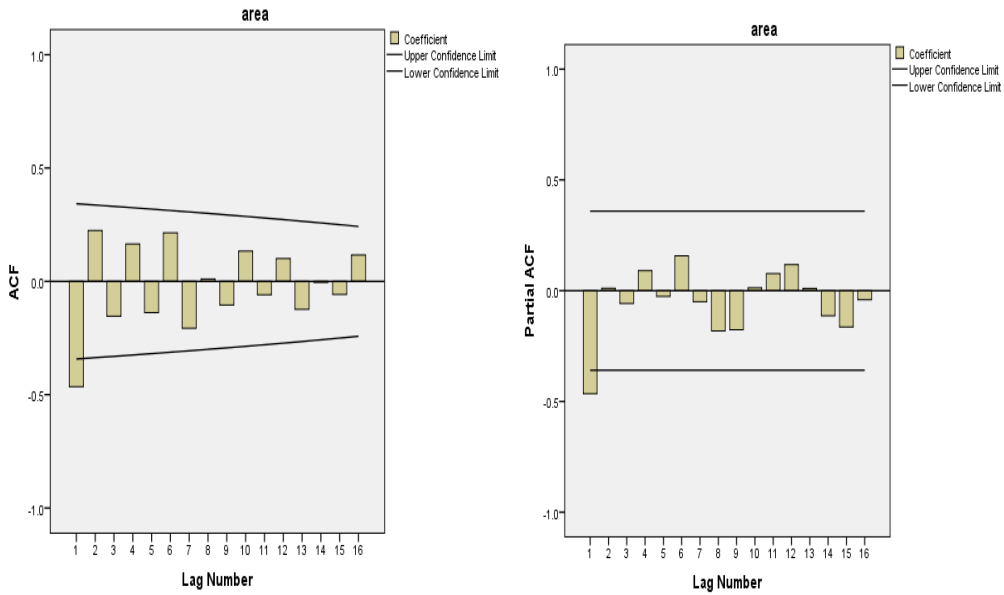 area
Coefficient
Upper Confidence Limit
Lower Confidence Limit
1.0
0.5
0.0
-0.5
-1.0
ACF
1 2 3 4 5 6 7 8 9 10 11 12 13 14 15 16
Lag Number
area
Coefficient
Upper Confidence Limit
Lower Confidence Limit
1.0
0.5
0.0
-0.5
-1.0
Partial ACF
1 2 3 4 5 6 7 8 9 10 11 12 13 14 15 16
Lag Number